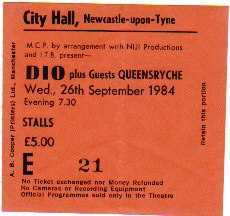 City Hall, Newcastle-upon-Tyne
M.C.P. by arrangement with NIJI Productions
and I.T.B. present—
DIO plus Guests QUEENSRYCHE
Wed., 26th September 1984
Evening 7.30
STALLS
£5.00
E 21
No Ticket exchanged nor Money Refunded
No Cameras or Recording Equipment
Official Programmes sold only in the Theatre
A. B. Cooper (Printers) Ltd., Manchester
Retain this portion